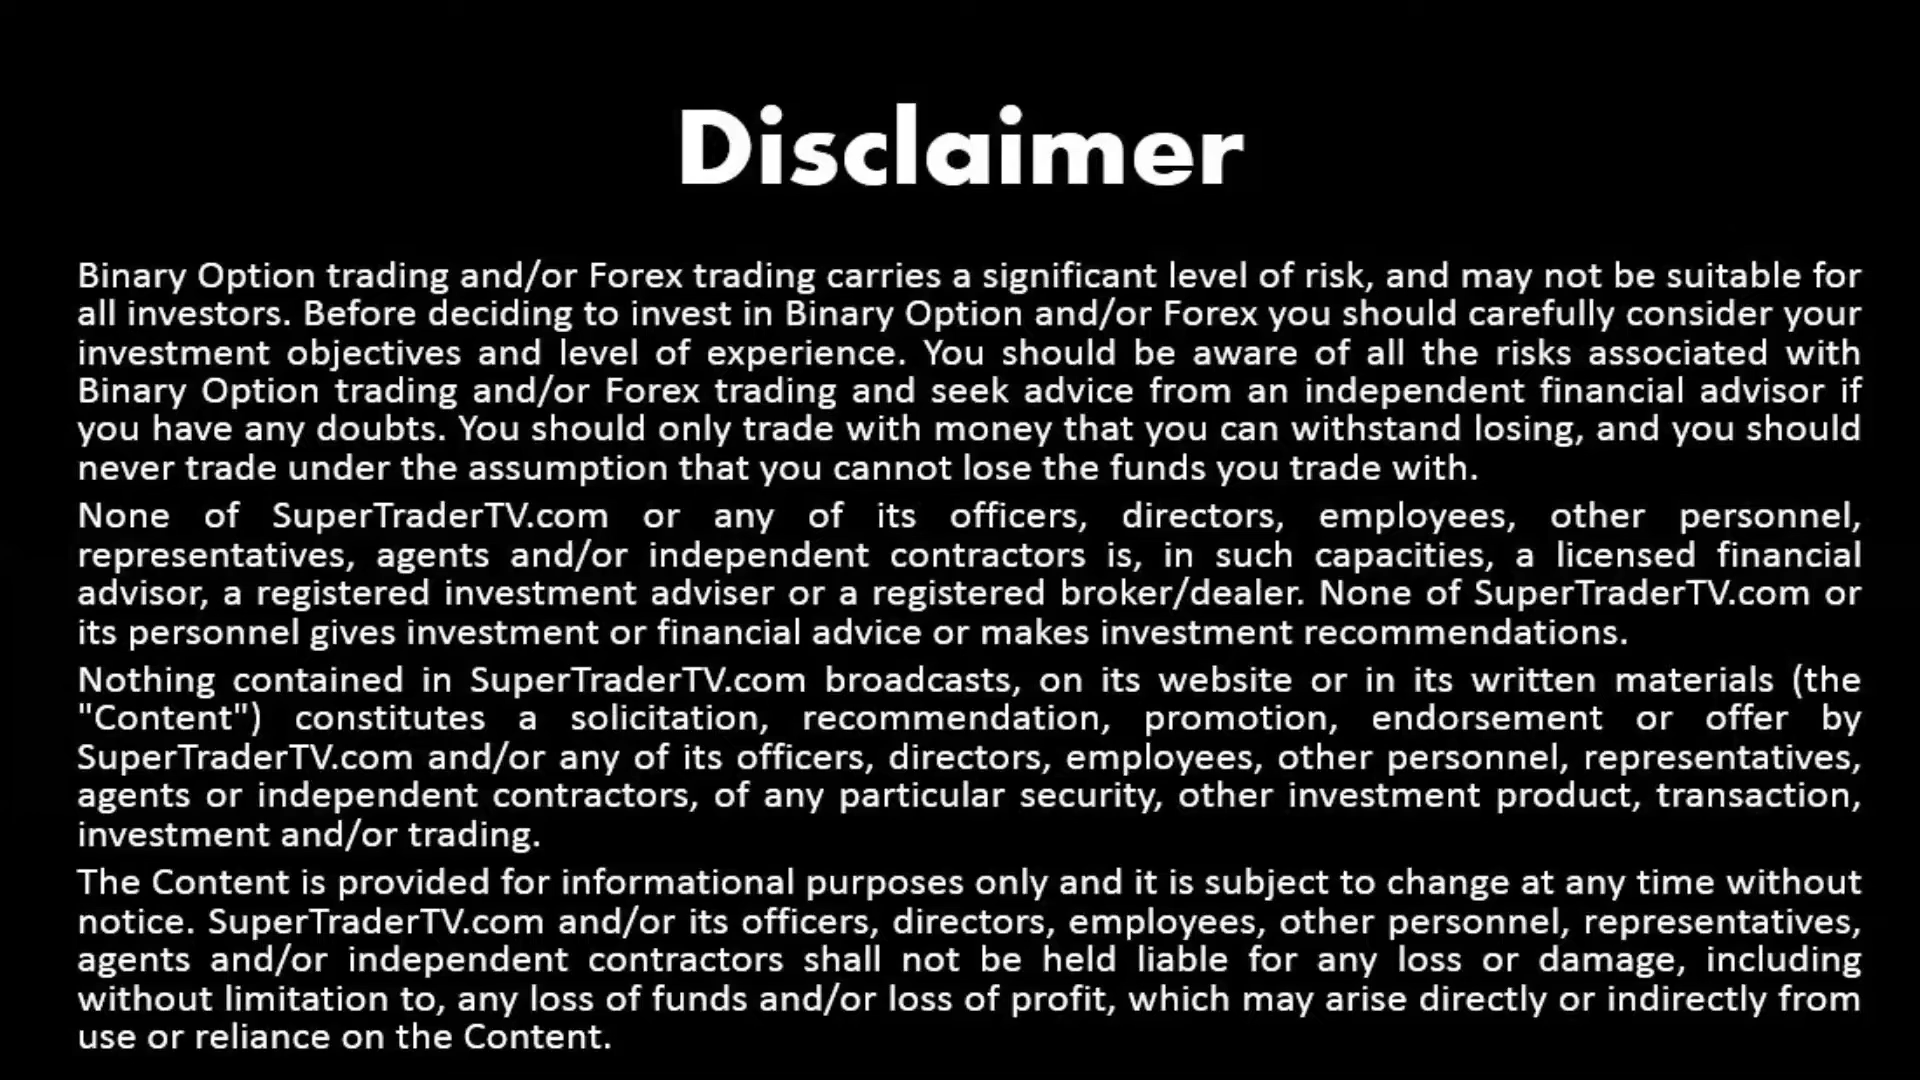 Disclaimer
Binary Option trading and/or Forex trading carries a significant level of risk, and may not be suitable for
all investors. Before deciding to invest in Binary Option and/or Forex you should carefully consider your
investment objectives and level of experience. You should be aware of all the risks associated with
Binary Option trading and/or Forex trading and seek advice from an independent financial advisor if
you have any doubts. You should only trade with money that you can withstand losing, and you should
never trade under the assumption that you cannot lose the funds you trade with.
None of SuperTraderTV.com or any of its officers, directors, employees, other personnel,
representatives, agents and/or independent contractors is, in such capacities, a licensed financial
advisor, a registered investment adviser or a registered broker/dealer. None of SuperTraderTV.com or
its personnel gives investment or financial advice or makes investment recommendations.
Nothing contained in SuperTraderTV.com broadcasts, on its website or in its written materials (the
"Content") constitutes a solicitation, recommendation, promotion, endorsement or offer by
SuperTraderTV.com and/or any of its officers, directors, employees, other personnel, representatives,
agents or independent contractors, of any particular security, other investment product, transaction,
investment and/or trading.
The Content is provided for informational purposes only and it is subject to change at any time without
notice. SuperTraderTV.com and/or its officers, directors, employees, other personnel, representatives,
agents and/or independent contractors shall not be held liable for any loss or damage, including
without limitation to, any loss of funds and/or loss of profit, which may arise directly or indirectly from
use or reliance on the Content.